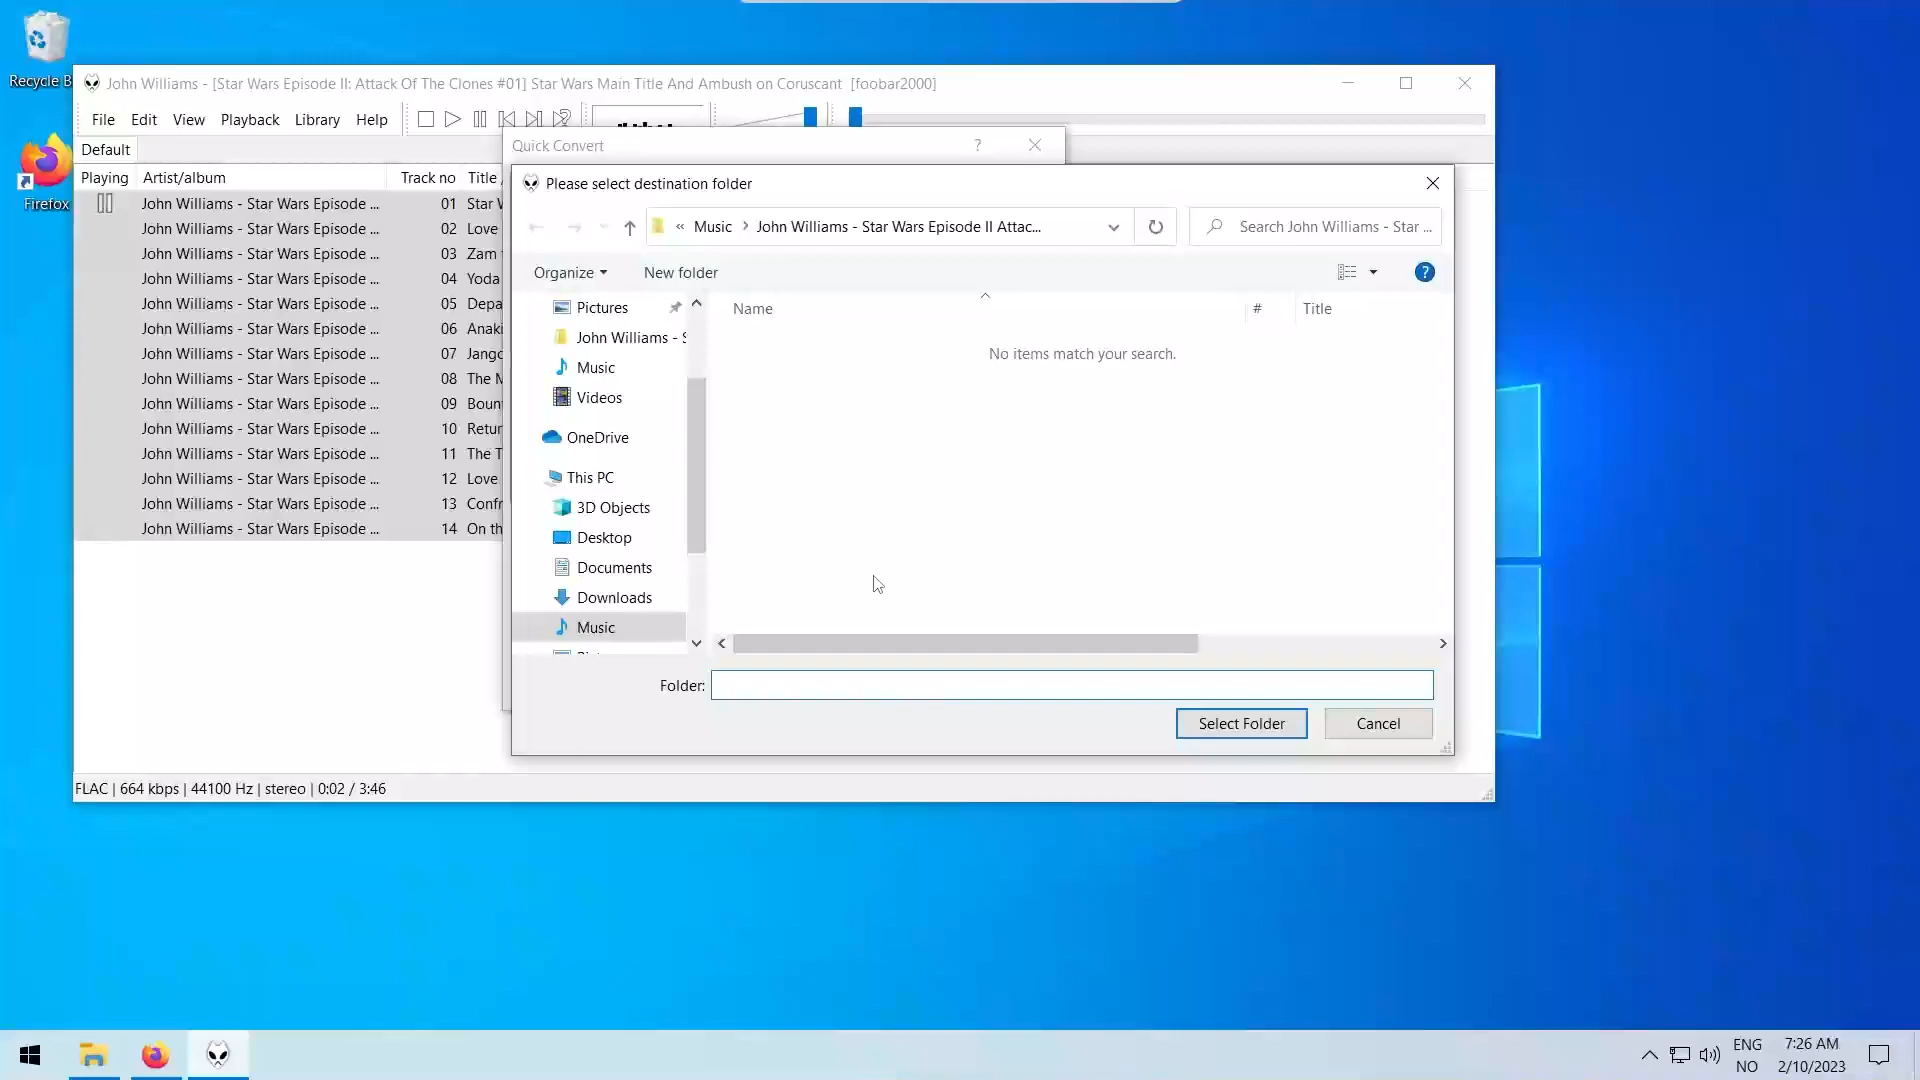 Recycle B
Firefox
John Williams - [Star Wars Episode II: Attack Of The Clones #01] Star Wars Main Title And Ambush on Coruscant [foobar2000]
File Edit View Playback Library Help
Default
Playing Artist/album Track no Title
John Williams - Star Wars Episode ... 01 Star W
John Williams - Star Wars Episode ... 02 Love
John Williams - Star Wars Episode ... 03 Zam
John Williams - Star Wars Episode ... 04 Yoda
John Williams - Star Wars Episode ... 05 Depa
John Williams - Star Wars Episode ... 06 Anaki
John Williams - Star Wars Episode ... 07 Jango
John Williams - Star Wars Episode ... 08 The M
John Williams - Star Wars Episode ... 09 Boun
John Williams - Star Wars Episode ... 10 Retur
John Williams - Star Wars Episode ... 11 The T
John Williams - Star Wars Episode ... 12 Love
John Williams - Star Wars Episode ... 13 Confr
John Williams - Star Wars Episode ... 14 On th
Quick Convert ?
Please select destination folder
« Music > John Williams - Star Wars Episode II Attac...
Search John Williams - Star ...
Organize New folder ?
Pictures
John Williams - S
Music
Videos
OneDrive
This PC
3D Objects
Desktop
Documents
Downloads
Music
Name # Title
No items match your search.
Folder:
Select Folder Cancel
FLAC | 664 kbps | 44100 Hz | stereo | 0:02 / 3:46
ENG 7:26 AM
NO 2/10/2023